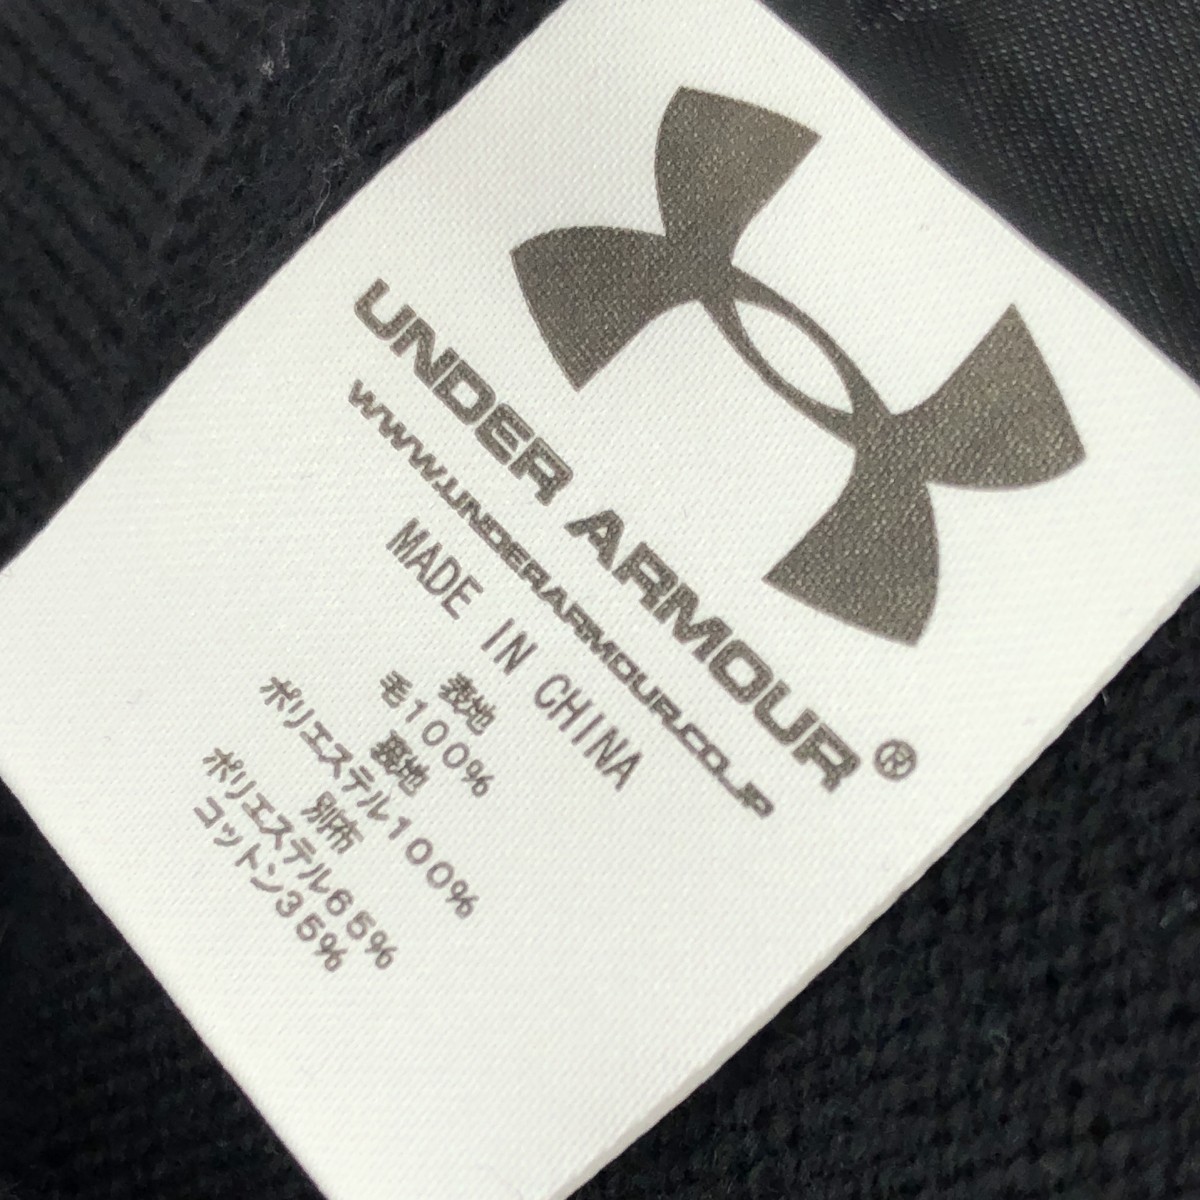 UNDER ARMOUR®
WWW.UNDERARMOUR.CO.JP
MADE IN CHINA
表地
毛100%
裏地
ポリエステル100%
別布
ポリエステル65%
コットン35%